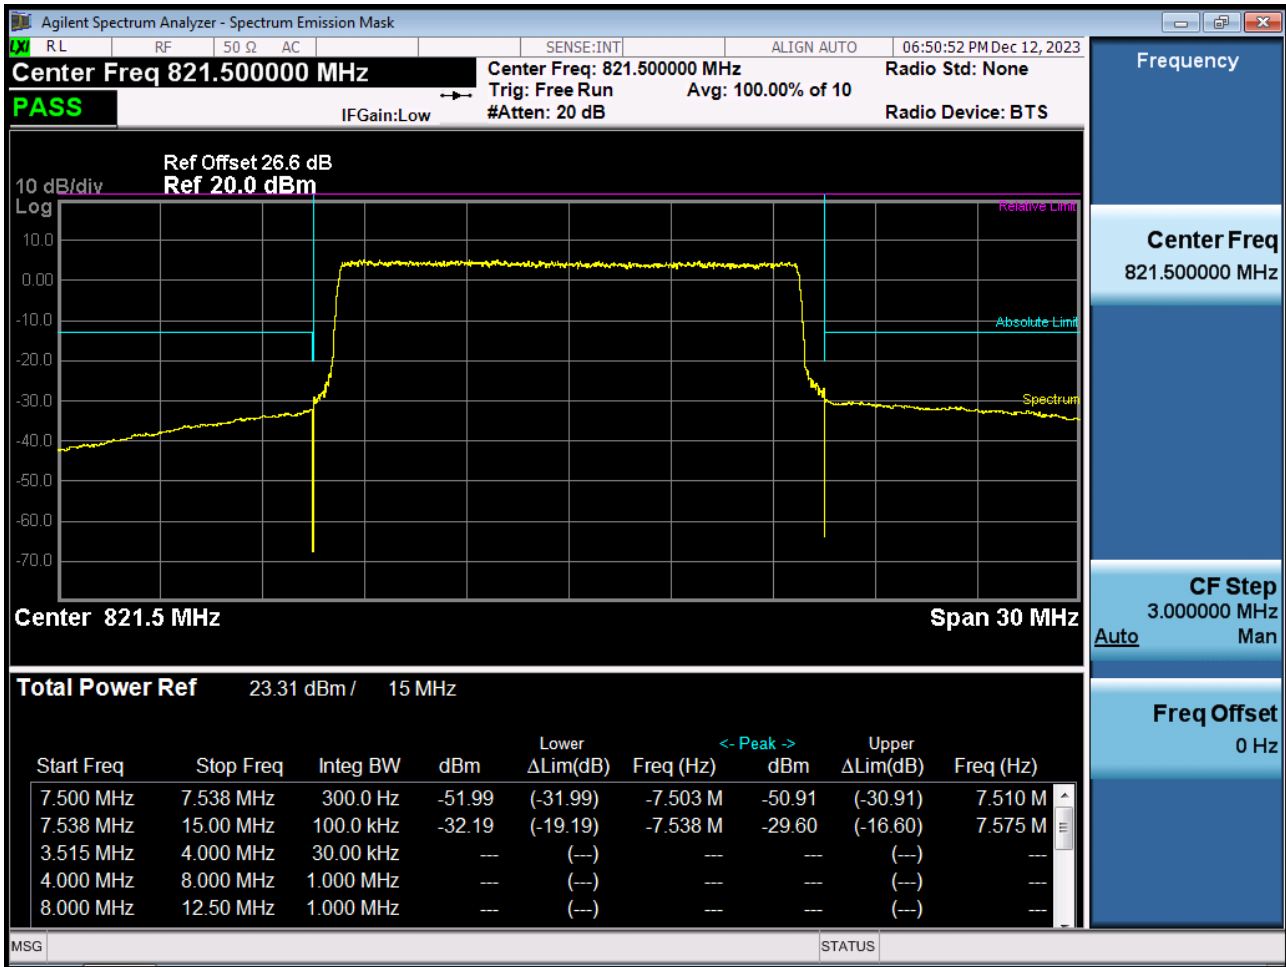 Agilent Spectrum Analyzer - Spectrum Emission Mask
LXI RL RF 50 Ω AC SENSE:INT ALIGN AUTO 06:50:52 PM Dec 12, 2023
Center Freq 821.500000 MHz
PASS
IFGain:Low
Center Freq: 821.500000 MHz
Trig: Free Run Avg: 100.00% of 10
#Atten: 20 dB
Radio Std: None
Radio Device: BTS
Ref Offset 26.6 dB
10 dB/div Ref 20.0 dBm
Log
Relative Limit
10.0
0.00
-10.0
Absolute Limit
-20.0
-30.0
Spectrum
-40.0
-50.0
-60.0
-70.0
Center 821.5 MHz Span 30 MHz
Total Power Ref 23.31 dBm / 15 MHz
Lower <- Peak -> Upper
Start Freq Stop Freq Integ BW dBm ΔLim(dB) Freq (Hz) dBm ΔLim(dB) Freq (Hz)
7.500 MHz 7.538 MHz 300.0 Hz -51.99 (-31.99) -7.503 M -50.91 (-30.91) 7.510 M
7.538 MHz 15.00 MHz 100.0 kHz -32.19 (-19.19) -7.538 M -29.60 (-16.60) 7.575 M
3.515 MHz 4.000 MHz 30.00 kHz --- (---) --- --- (---) ---
4.000 MHz 8.000 MHz 1.000 MHz --- (---) --- --- (---) ---
8.000 MHz 12.50 MHz 1.000 MHz --- (---) --- --- (---) ---
MSG STATUS
Frequency
Center Freq
821.500000 MHz
CF Step
3.000000 MHz
Auto Man
Freq Offset
0 Hz